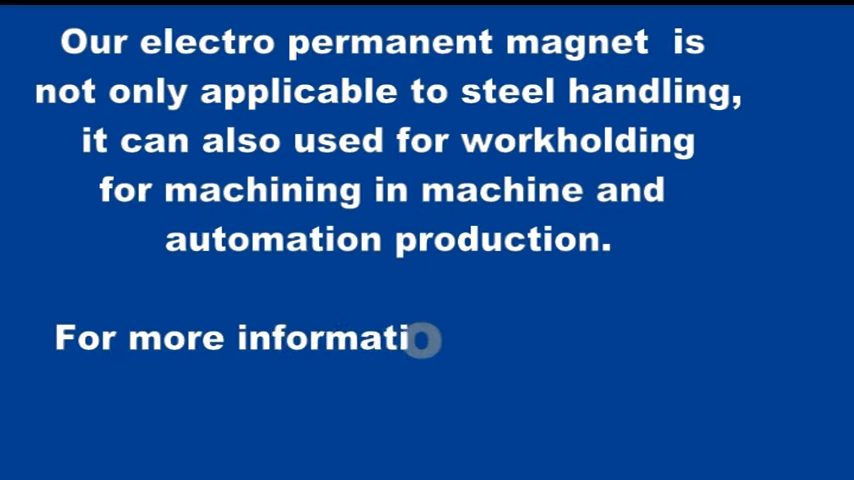 Our electro permanent magnet is
not only applicable to steel handling,
it can also used for workholding
for machining in machine and
automation production.
For more informatio